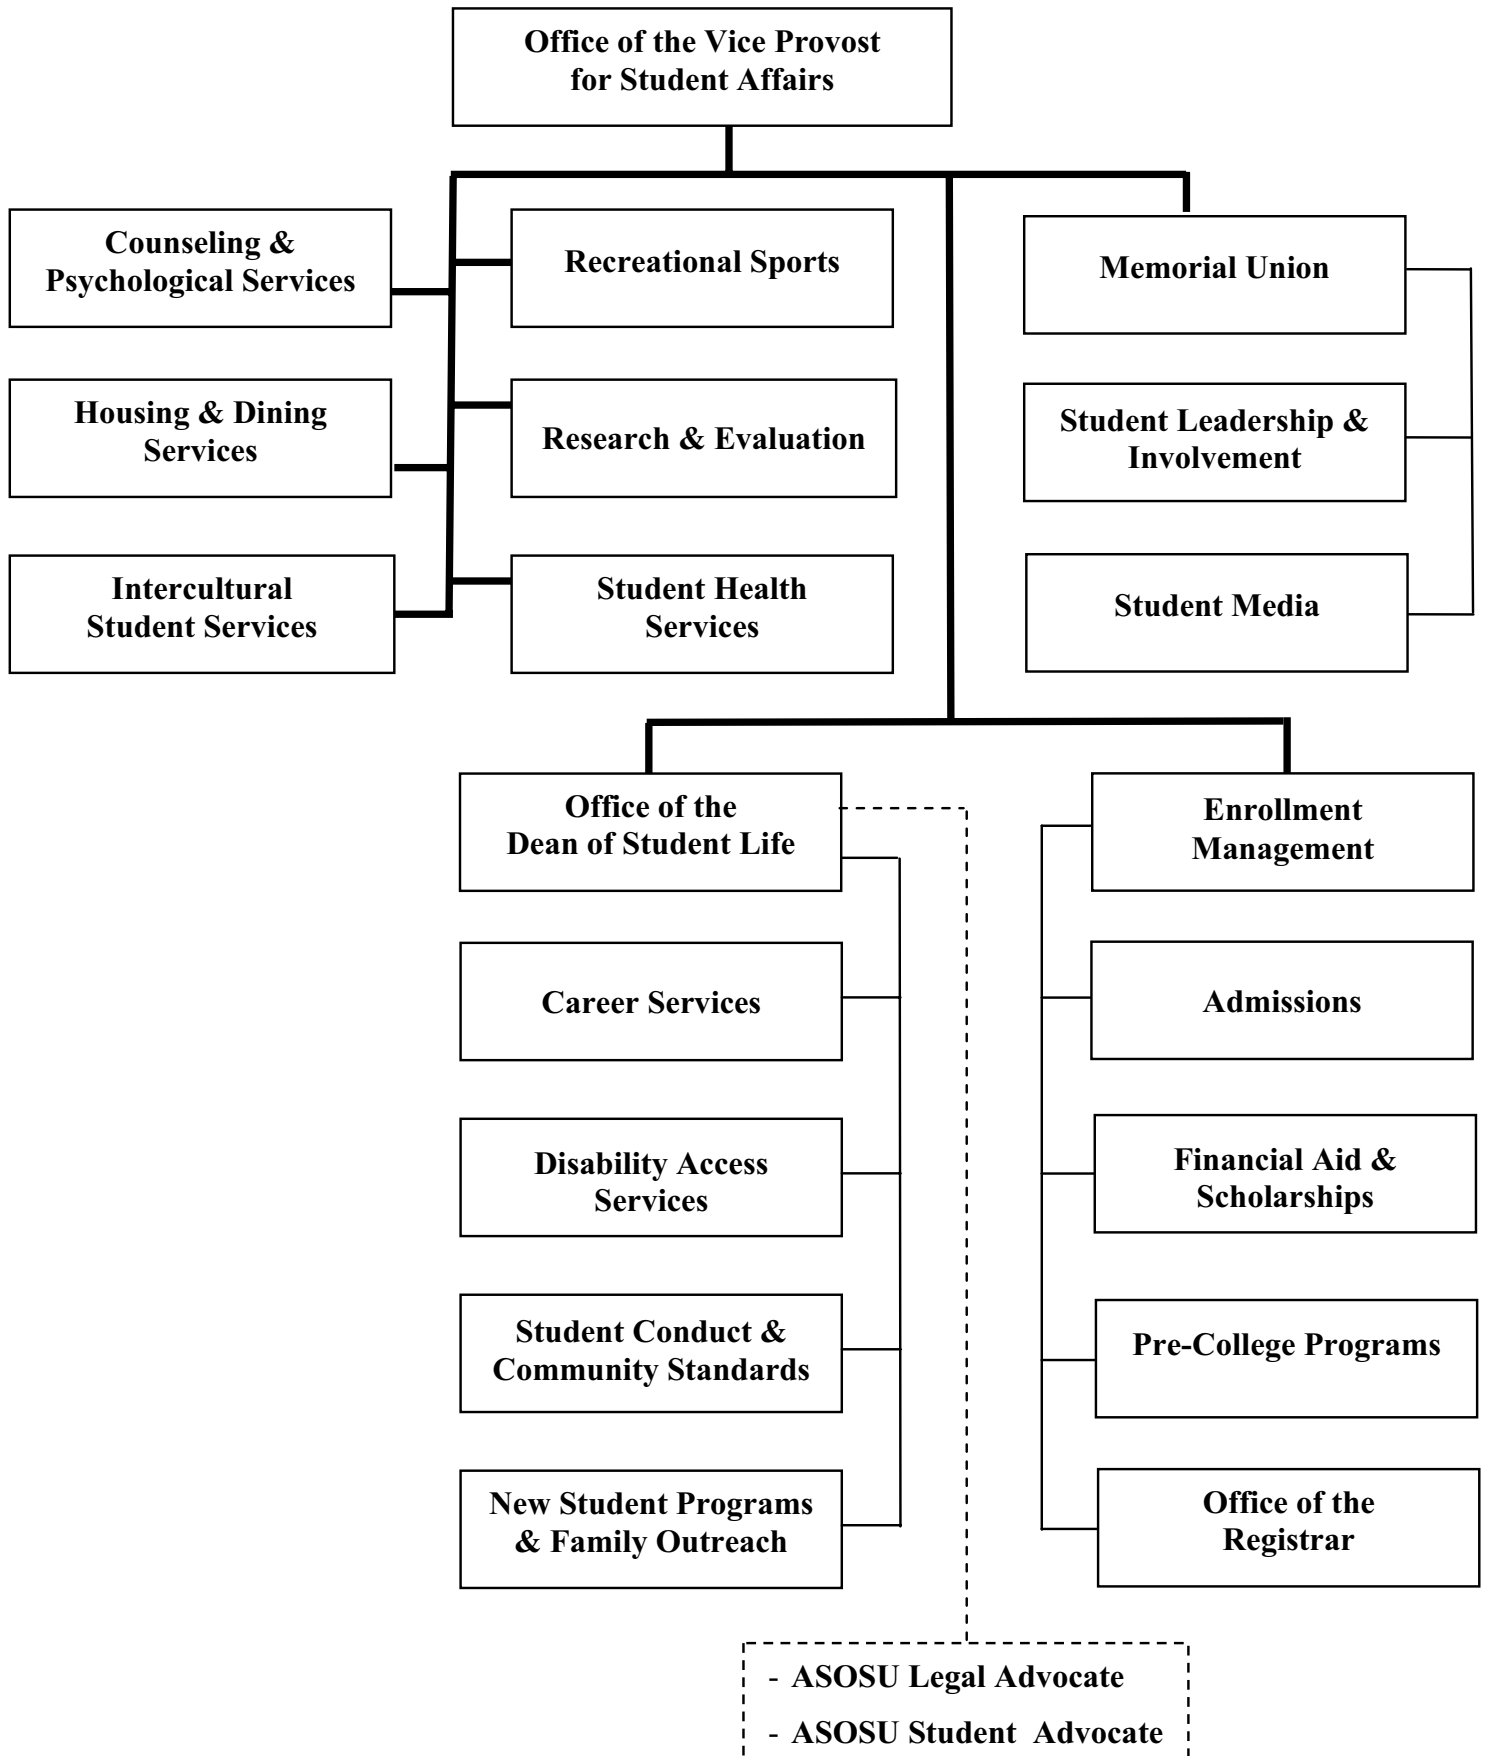 Office of the Vice Provost
for Student Affairs
Counseling &
Psychological Services
Recreational Sports
Memorial Union
Housing & Dining
Services
Research & Evaluation
Student Leadership &
Involvement
Intercultural
Student Services
Student Health
Services
Student Media
Office of the
Dean of Student Life
Career Services
Disability Access
Services
Student Conduct &
Community Standards
New Student Programs
& Family Outreach
Enrollment
Management
Admissions
Financial Aid &
Scholarships
Pre-College Programs
Office of the
Registrar
- ASOSU Legal Advocate
- ASOSU Student Advocate